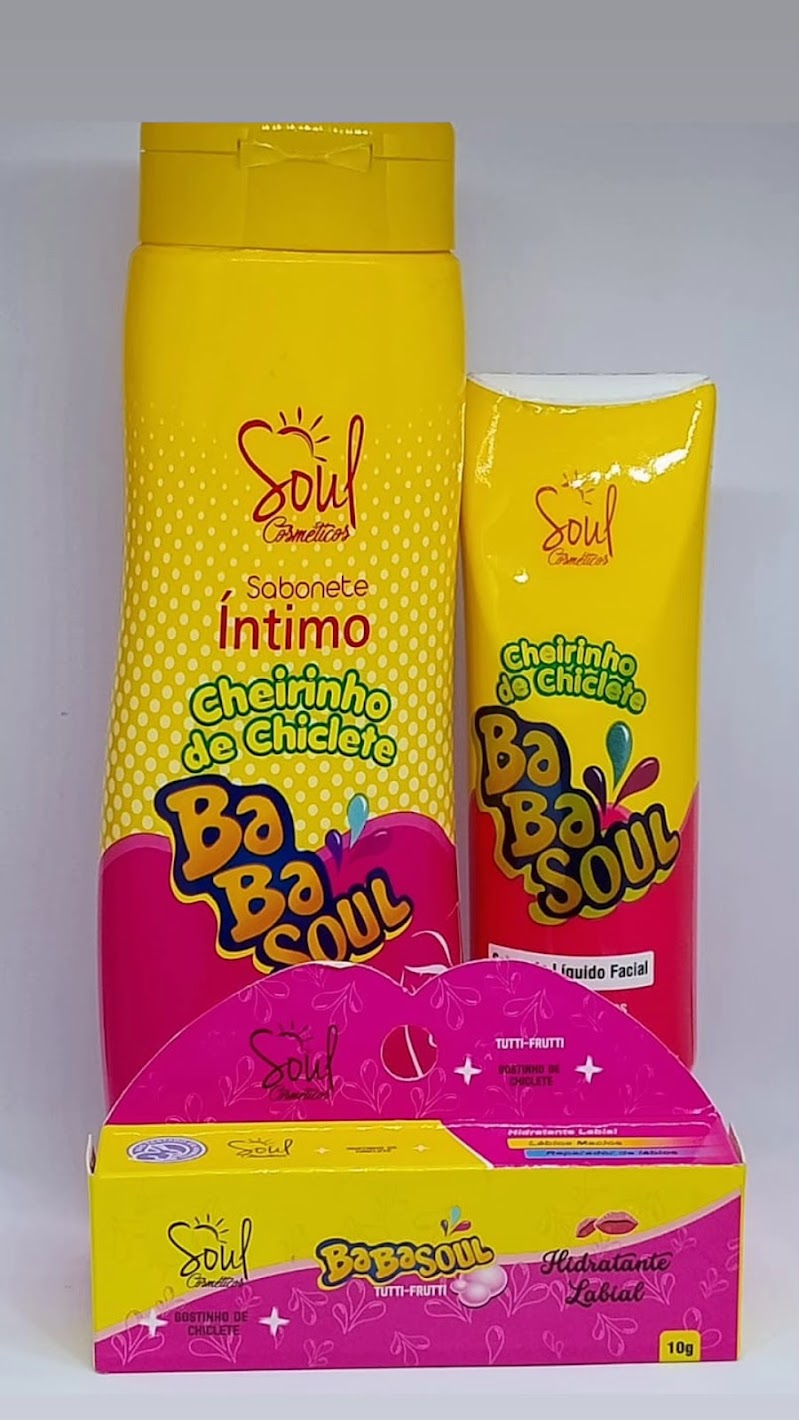 Soul
Cosméticos
Sabonete
Íntimo
Cheirinho
de Chiclete
Ba
Ba
SOUL
Soul
Cosméticos
Cheirinho
de Chiclete
Ba
Ba
SOUL
Líquido Facial
Soul
Cosméticos
TUTTI-FRUTTI
GOSTINHO DE
CHICLETE
Hidratante Labial
Lábios Macios
Reparador de lábios
Soul
Soul
Cosméticos
GOSTINHO DE
CHICLETE
BaBaSOUL
TUTTI-FRUTTI
Hidratante
Labial
10g